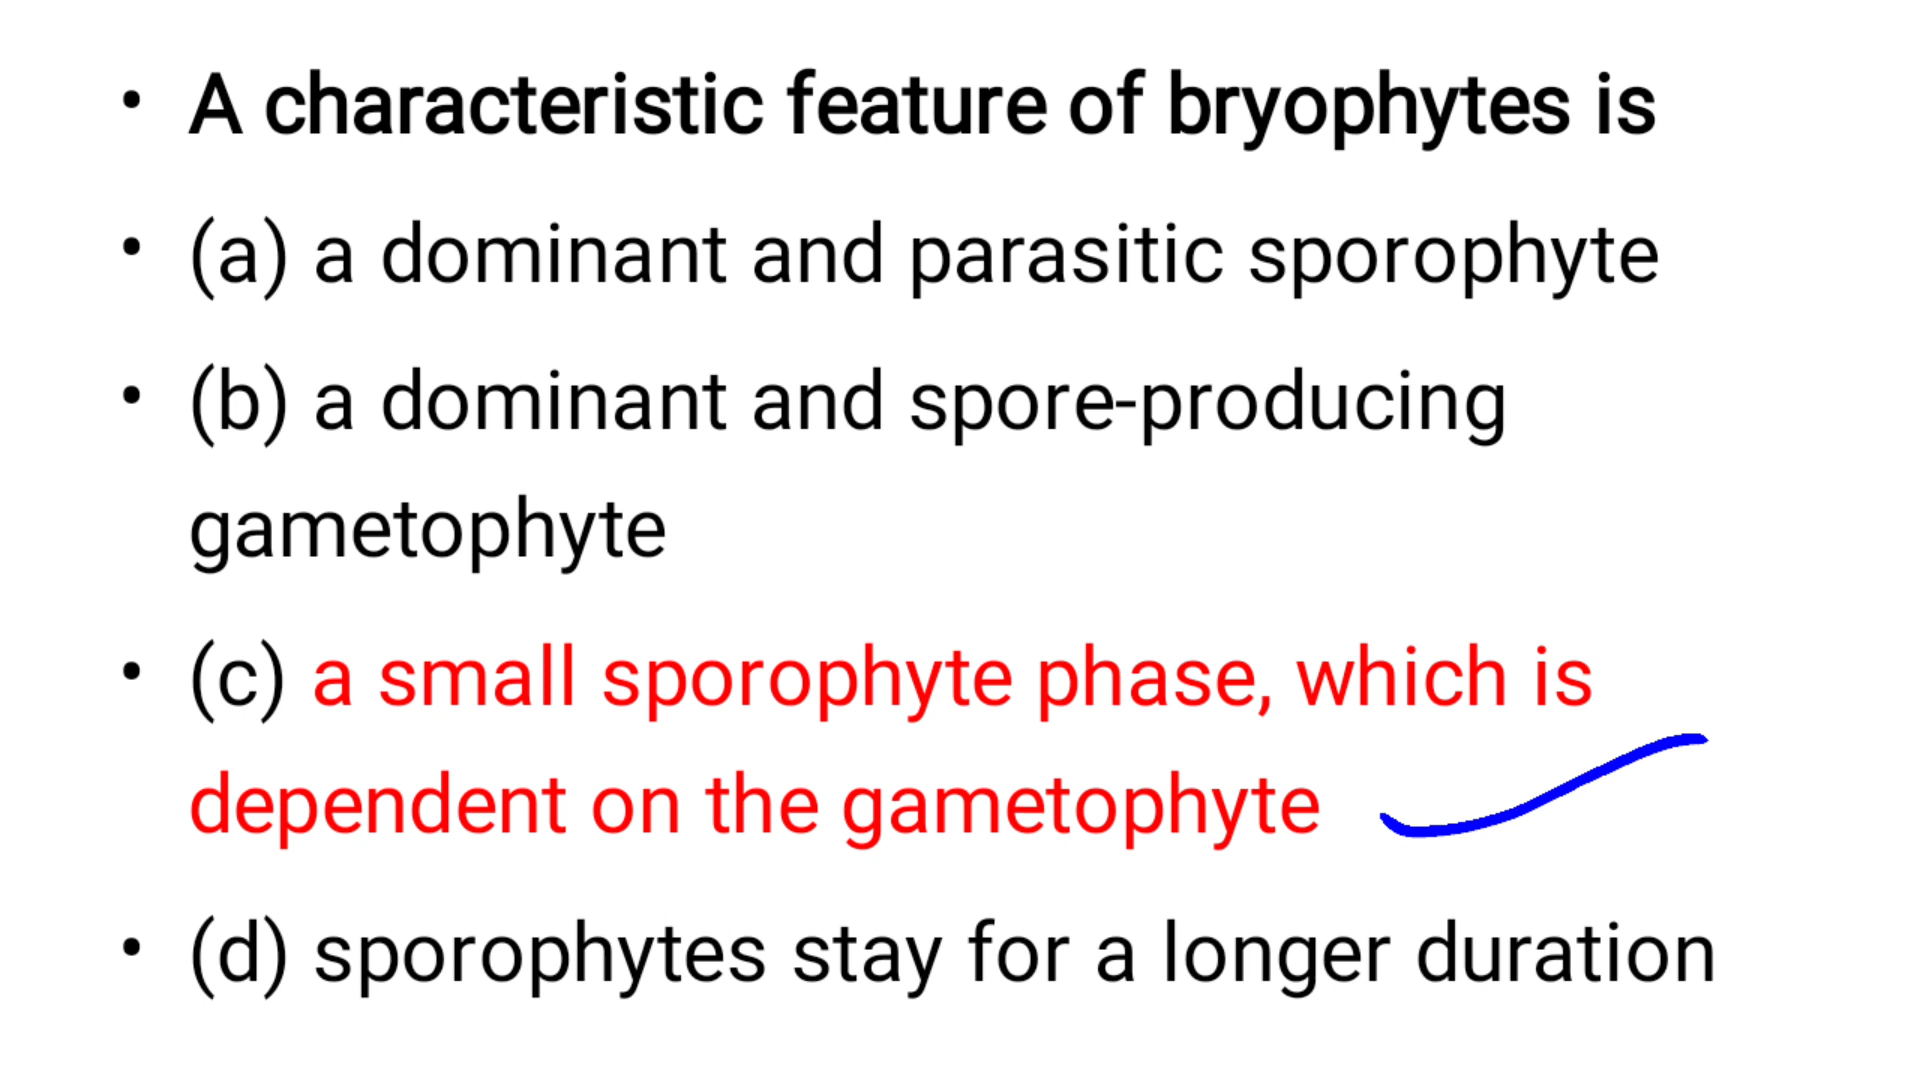 • A characteristic feature of bryophytes is
• (a) a dominant and parasitic sporophyte
• (b) a dominant and spore-producing
gametophyte
• (c) a small sporophyte phase, which is
dependent on the gametophyte
• (d) sporophytes stay for a longer duration